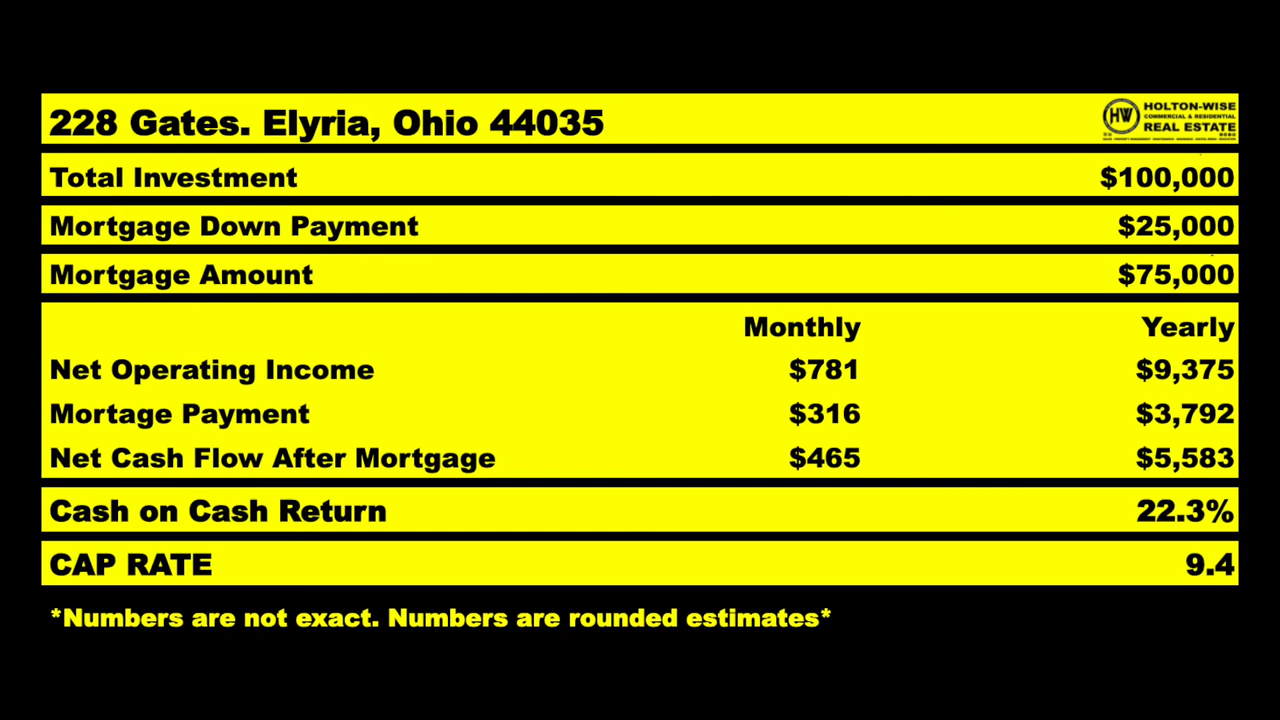 228 Gates. Elyria, Ohio 44035
HW
HOLTON-WISE
COMMERCIAL & RESIDENTIAL
REAL ESTATE
Total Investment $100,000
Mortgage Down Payment $25,000
Mortgage Amount $75,000
Monthly Yearly
Net Operating Income $781 $9,375
Mortage Payment $316 $3,792
Net Cash Flow After Mortgage $465 $5,583
Cash on Cash Return 22.3%
CAP RATE 9.4
*Numbers are not exact. Numbers are rounded estimates*